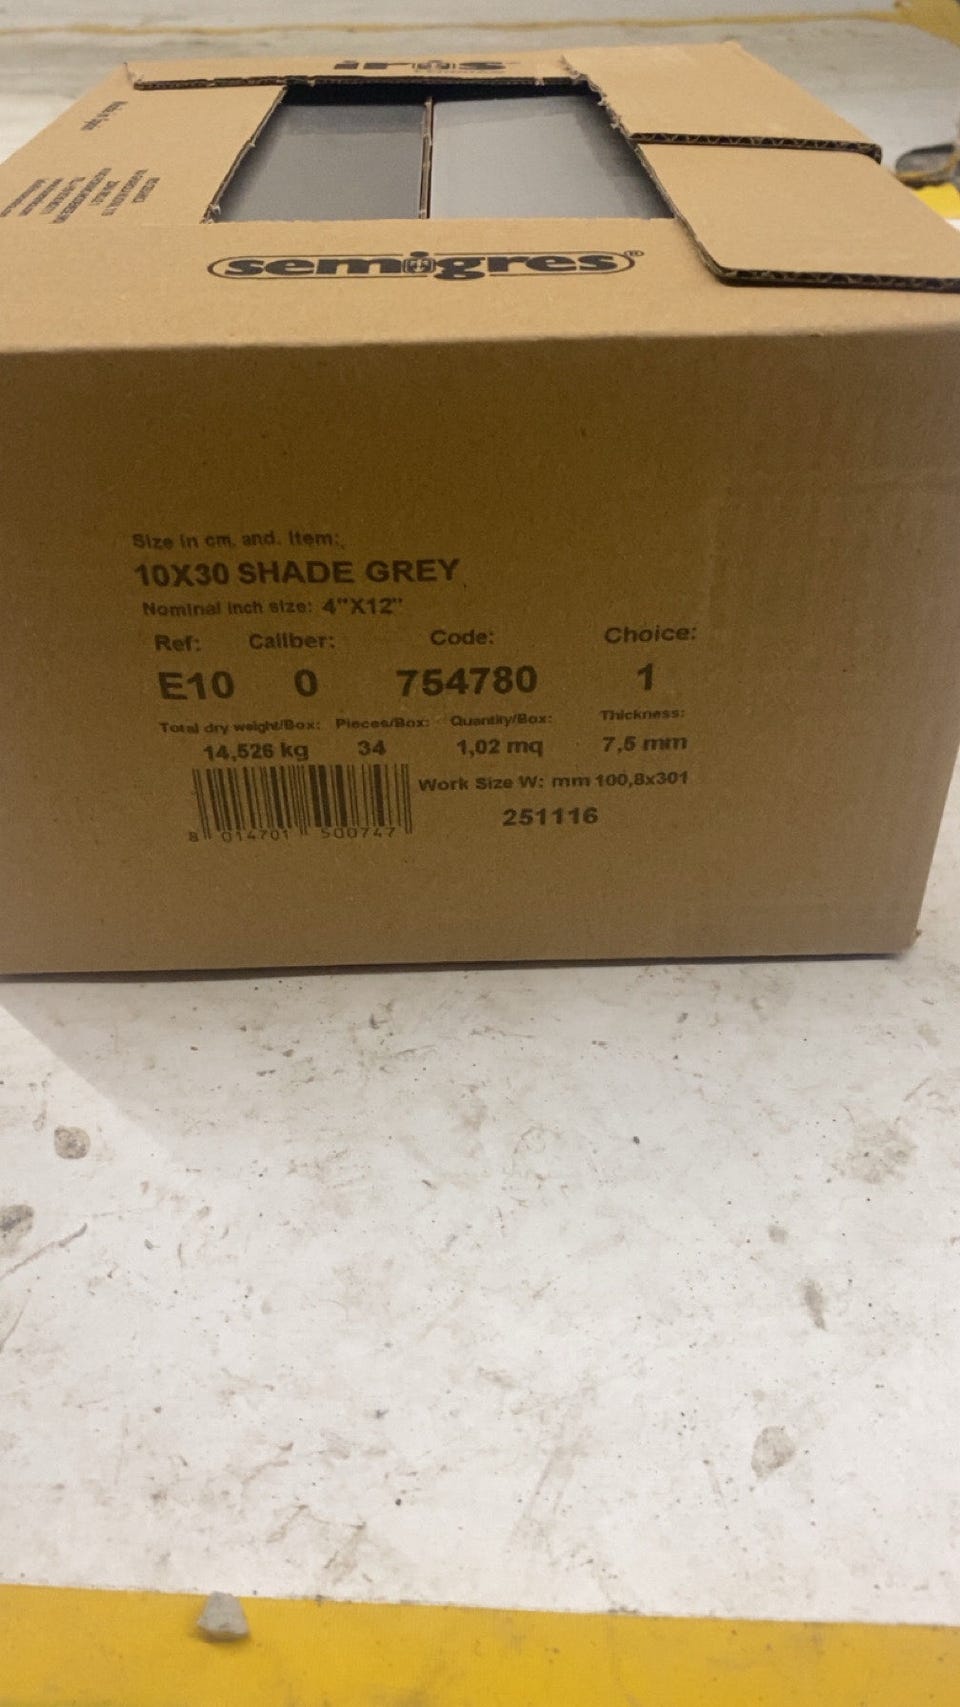 irıs
semigres®
Size in cm. and. Item:
10X30 SHADE GREY
Nominal inch size: 4"X12"
Ref: Caliber: Code: Choice:
E10 0 754780 1
Total dry weight/Box: Pieces/Box: Quantity/Box: Thickness:
14,526 kg 34 1,02 mq 7,5 mm
Work Size W: mm 100,8x301
251116
8 014701 500747